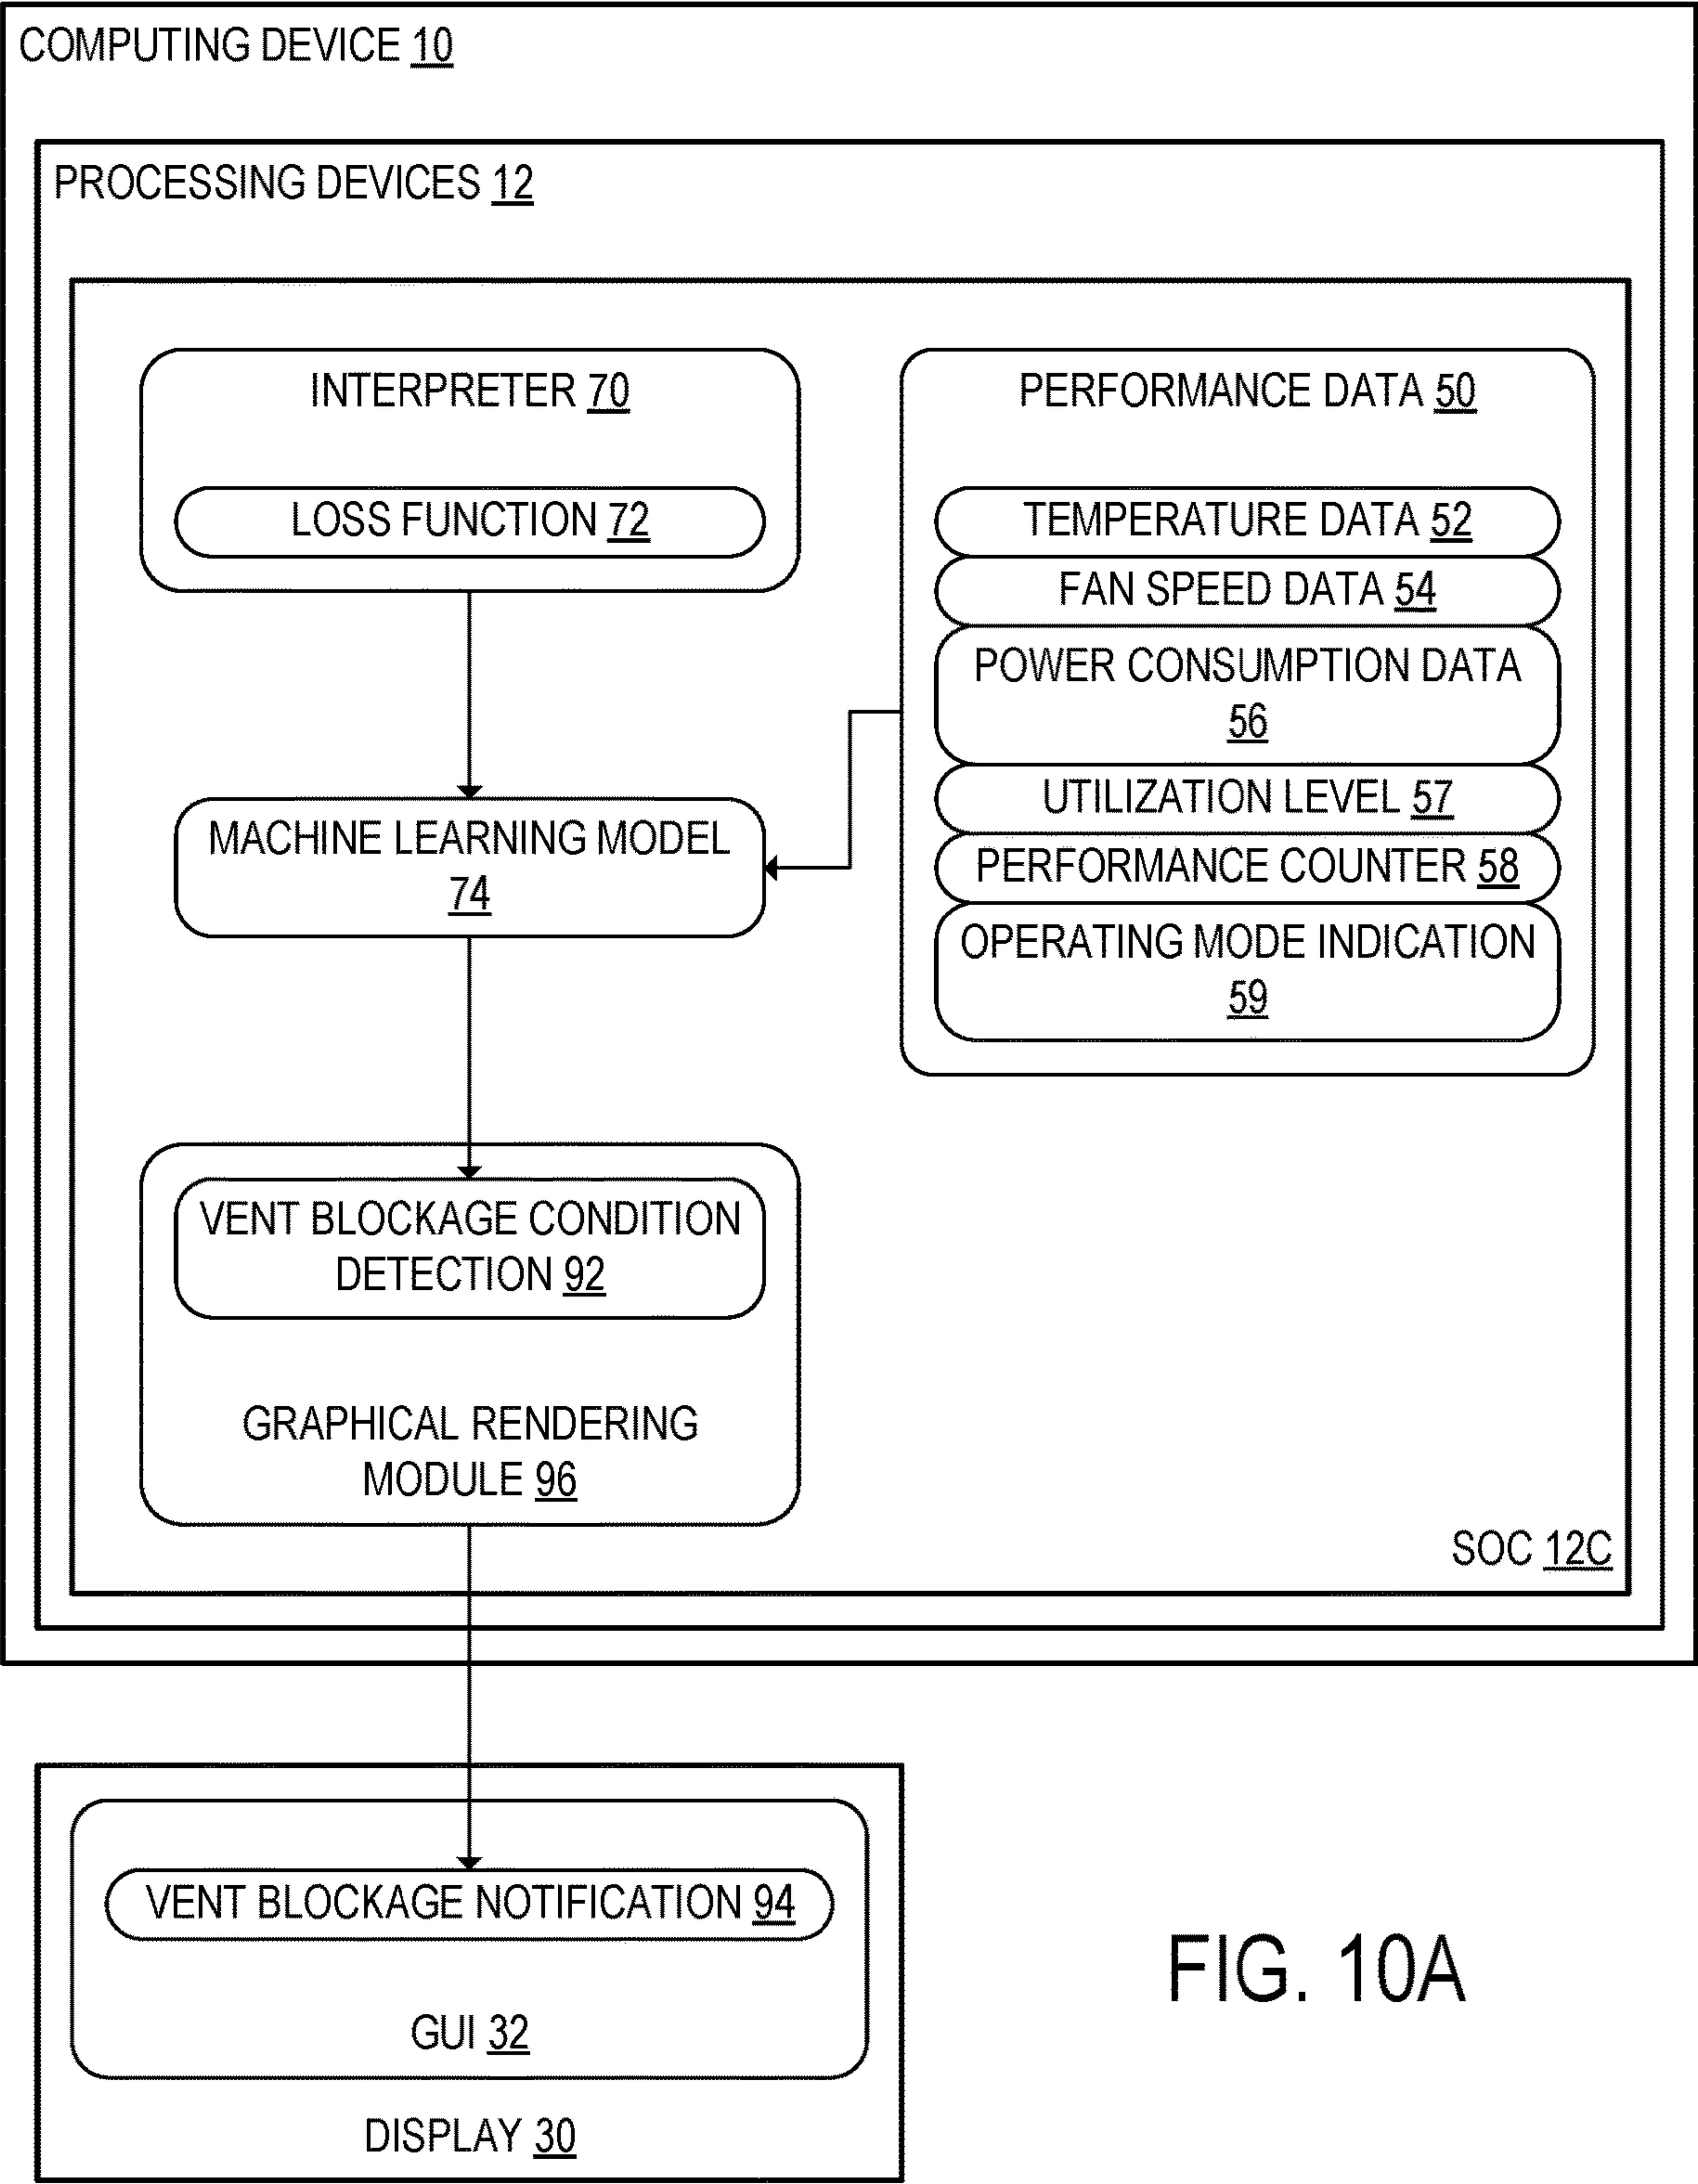 COMPUTING DEVICE 10
PROCESSING DEVICES 12
INTERPRETER 70
LOSS FUNCTION 72
PERFORMANCE DATA 50
TEMPERATURE DATA 52
FAN SPEED DATA 54
POWER CONSUMPTION DATA
56
UTILIZATION LEVEL 57
PERFORMANCE COUNTER 58
OPERATING MODE INDICATION
59
MACHINE LEARNING MODEL
74
VENT BLOCKAGE CONDITION
DETECTION 92
GRAPHICAL RENDERING
MODULE 96
SOC 12C
VENT BLOCKAGE NOTIFICATION 94
GUI 32
DISPLAY 30
FIG. 10A